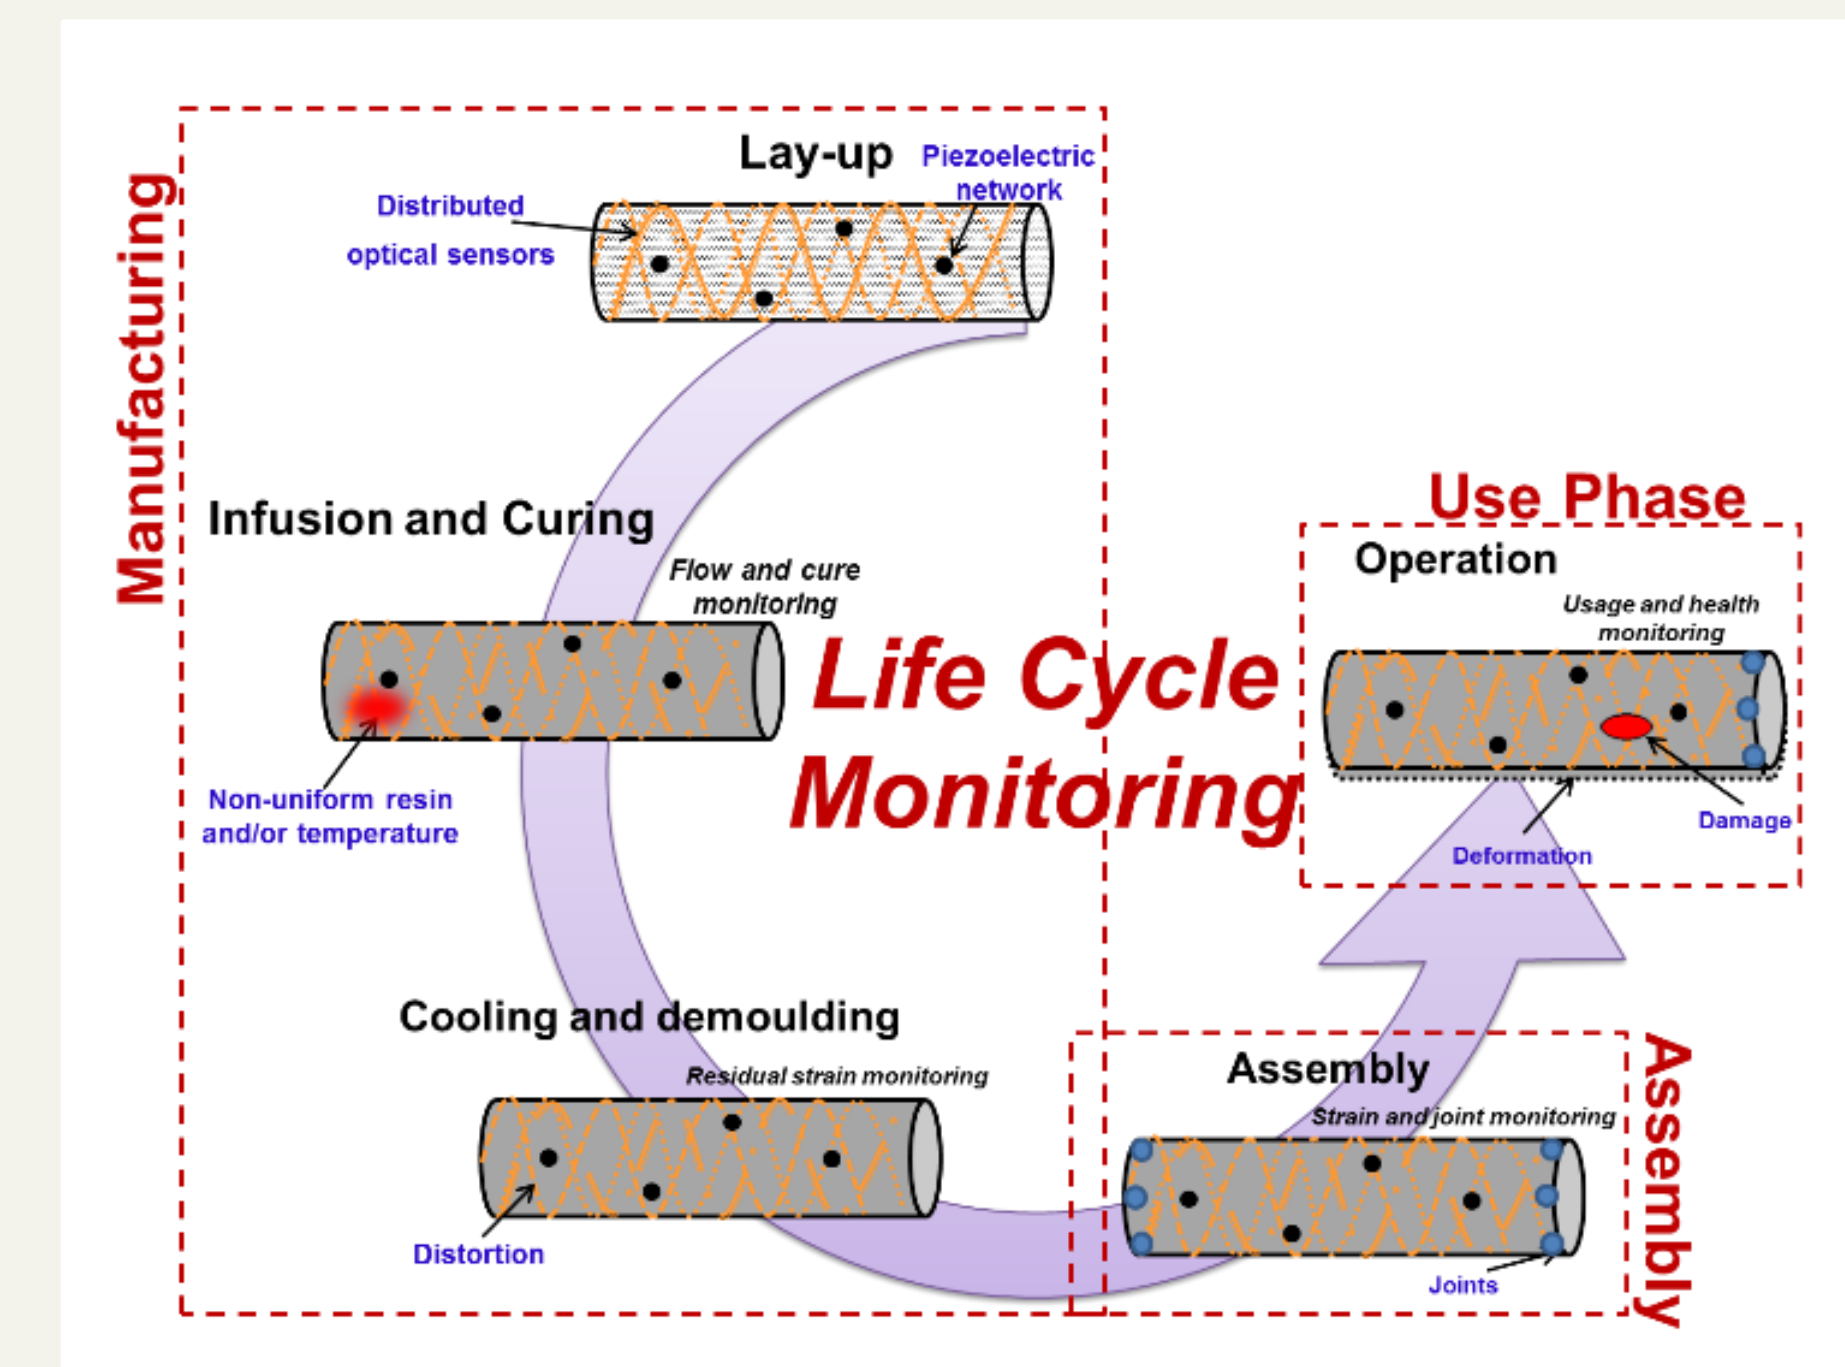 Manufacturing
Lay-up
Piezoelectric
network
Distributed
optical sensors
Infusion and Curing
Flow and cure
monitoring
Non-uniform resin
and/or temperature
Life Cycle
Monitoring
Cooling and demoulding
Residual strain monitoring
Distortion
Assembly
Assembly
Strain and joint monitoring
Joints
Use Phase
Operation
Usage and health
monitoring
Damage
Deformation